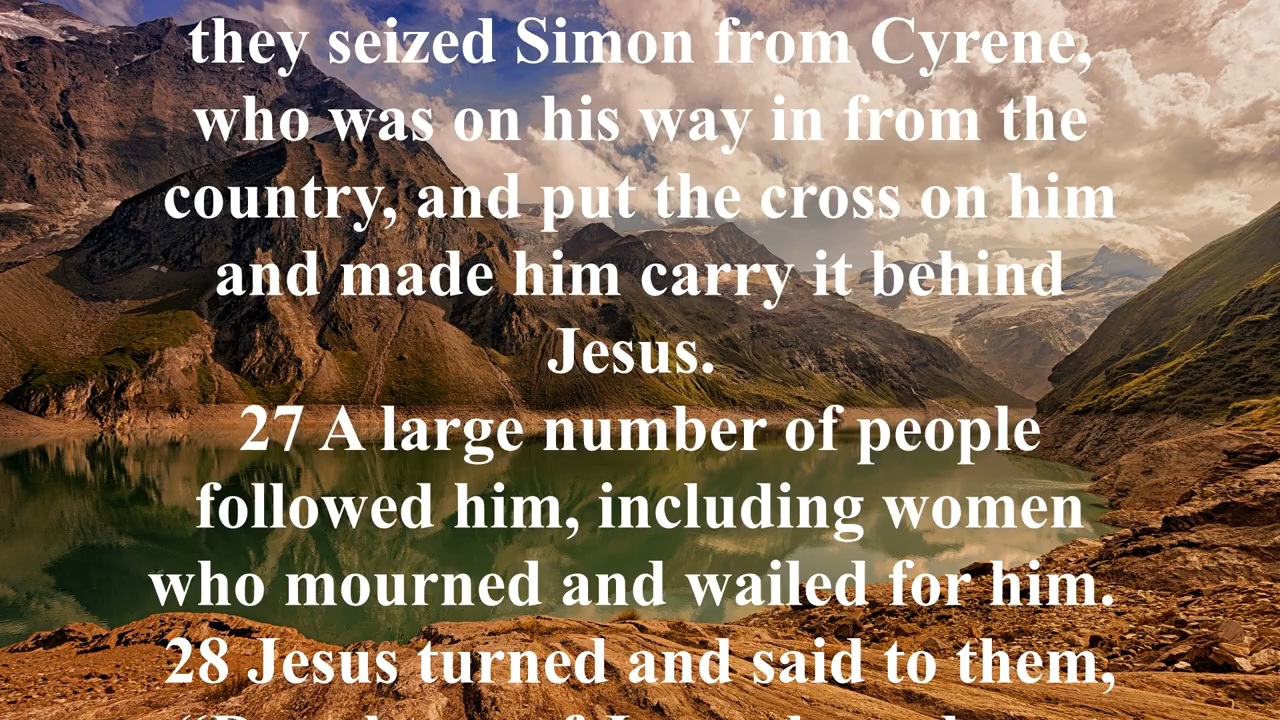 they seized Simon from Cyrene,
who was on his way in from the
country, and put the cross on him
and made him carry it behind
Jesus.
27 A large number of people
followed him, including women
who mourned and wailed for him.
28 Jesus turned and said to them,